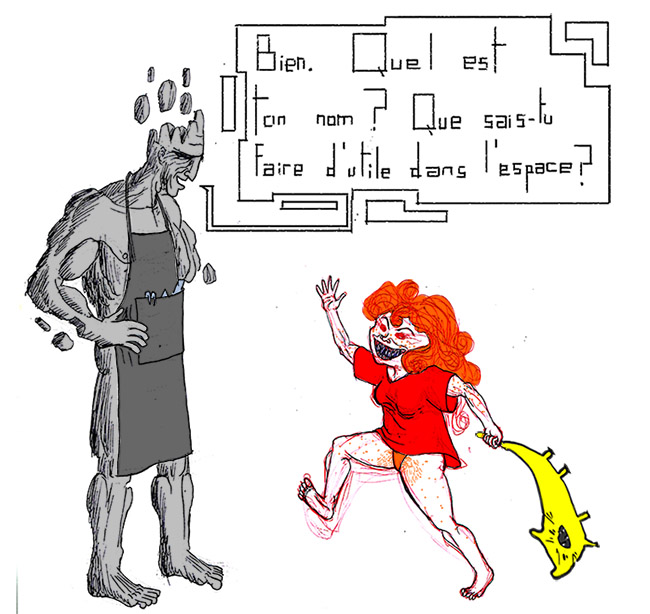 Bien. Quel est
ton nom? Que sais-tu
faire d'utile dans l'espace?